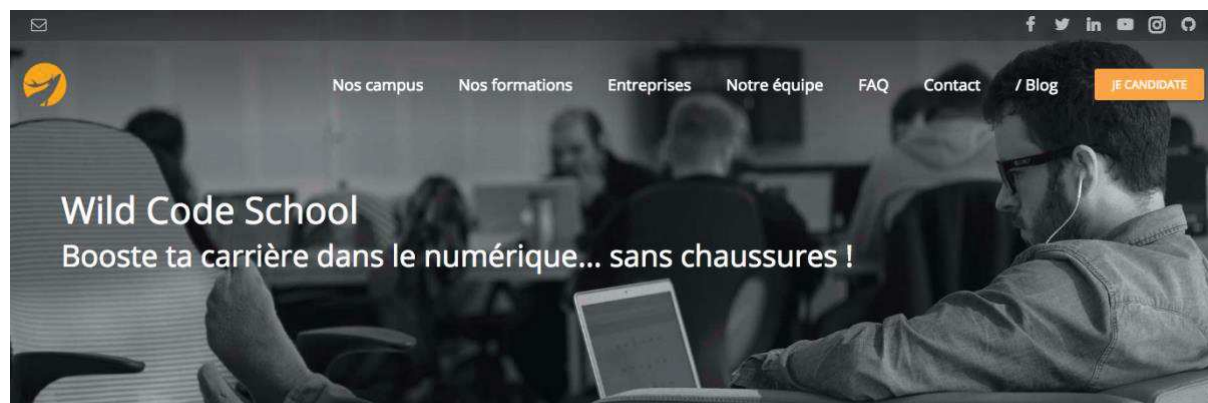 Nos campus Nos formations Entreprises Notre équipe FAQ Contact / Blog JE CANDIDATE
Wild Code School
Booste ta carrière dans le numérique... sans chaussures !